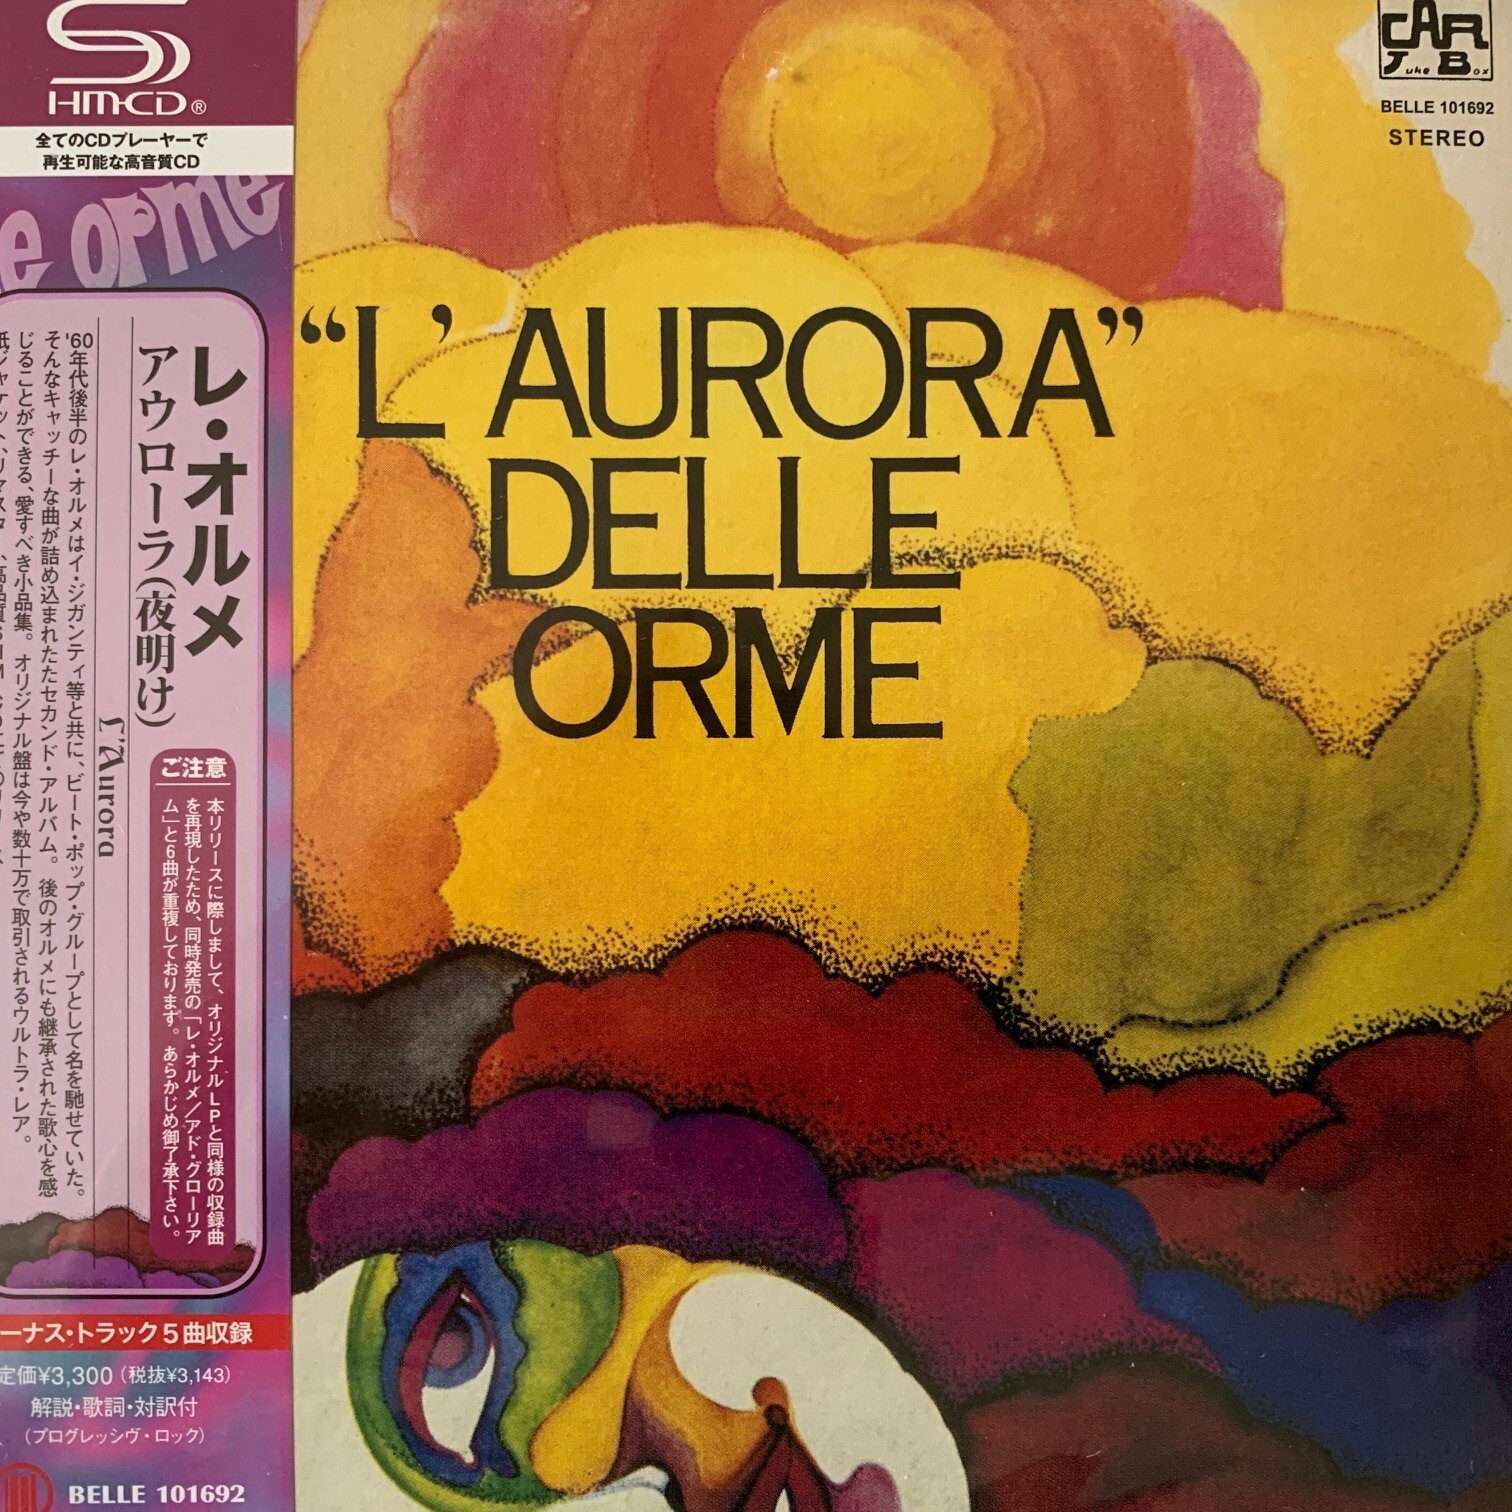 HM-CD®
全てのCDプレーヤーで
再生可能な高音質CD
e orme
レ・オルメ
アウローラ(夜明け)
L'Aurora
'60年代後半のレ・オルメはイ・ジガンティ等と共に、ビート・ポップ・グループとして名を馳せていた。
そんなキャッチーな曲が詰め込まれたたセカンド・アルバム。後のオルメにも継承された歌心を感
じることができる、愛すべき小品集。オリジナル盤は今や数十万で取引されるウルトラ・レア。
ご注意
本リリースに際しまして、オリジナルLPと同様の収録曲
を再現したため、同時発売の「レ・オルメ/アド・グローリア
ム」と6曲が重複しております。あらかじめ御了承下さい。
ーナス・トラック5曲収録
定価¥3,300(税抜¥3,143)
解説・歌詞・対訳付
(プログレッシヴ・ロック)
BELLE 101692
CAR
Juke Box
BELLE 101692
STEREO
“L’AURORA”
DELLE
ORME